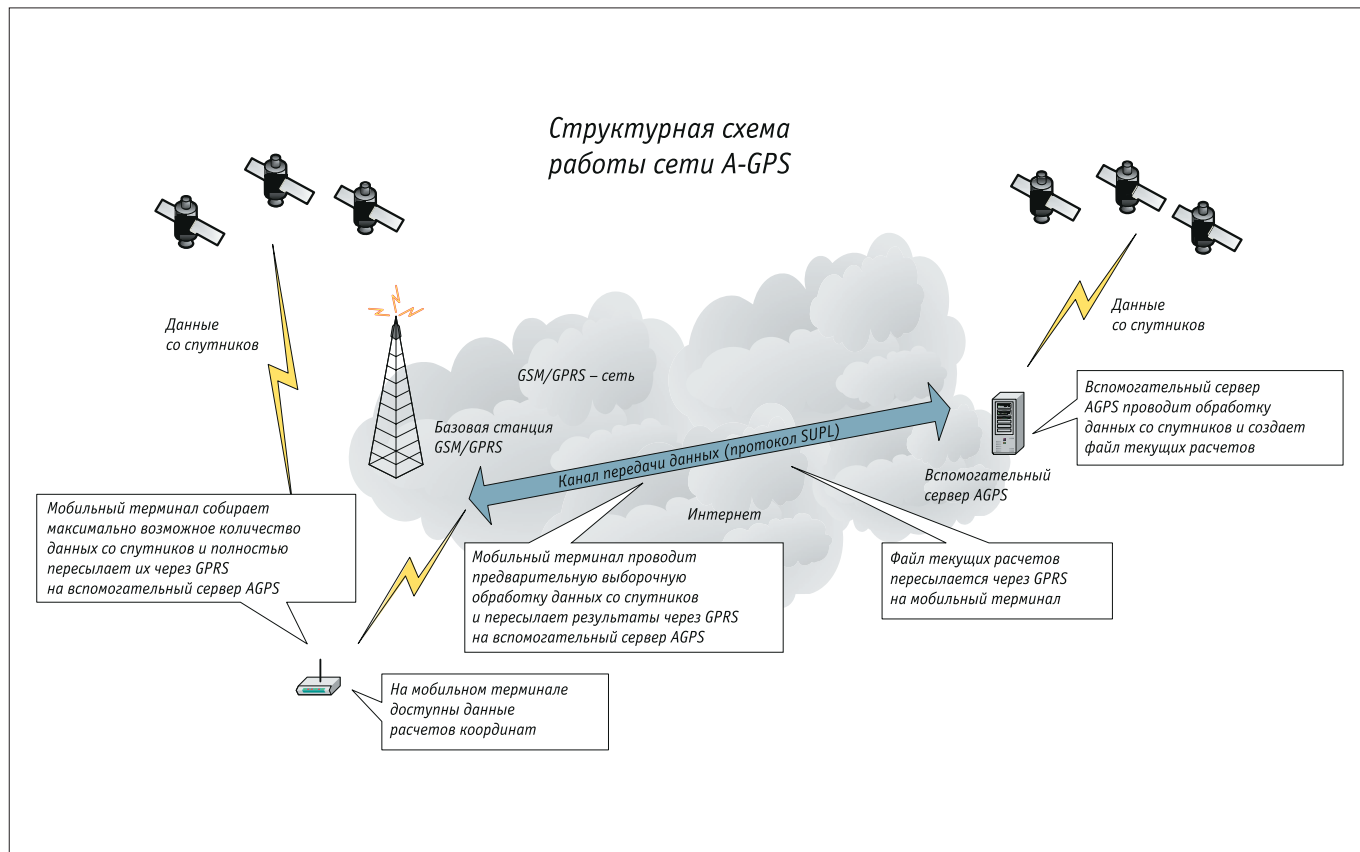 Структурная схема
работы сети A-GPS
Данные
со спутников
Данные
со спутников
GSM/GPRS – сеть
Базовая станция
GSM/GPRS
Канал передачи данных (протокол SUPL)
Интернет
Вспомогательный
сервер AGPS
Вспомогательный сервер
AGPS проводит обработку
данных со спутников и создает
файл текущих расчетов
Мобильный терминал собирает
максимально возможное количество
данных со спутников и полностью
пересылает их через GPRS
на вспомогательный сервер AGPS
Мобильный терминал проводит
предварительную выборочную
обработку данных со спутников
и пересылает результаты через GPRS
на вспомогательный сервер AGPS
Файл текущих расчетов
пересылается через GPRS
на мобильный терминал
На мобильном терминале
доступны данные
расчетов координат